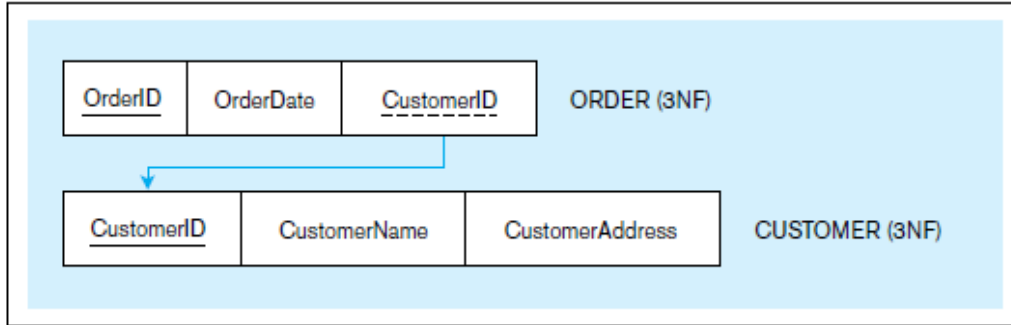 OrderID OrderDate CustomerID ORDER (3NF)
CustomerID CustomerName CustomerAddress CUSTOMER (3NF)